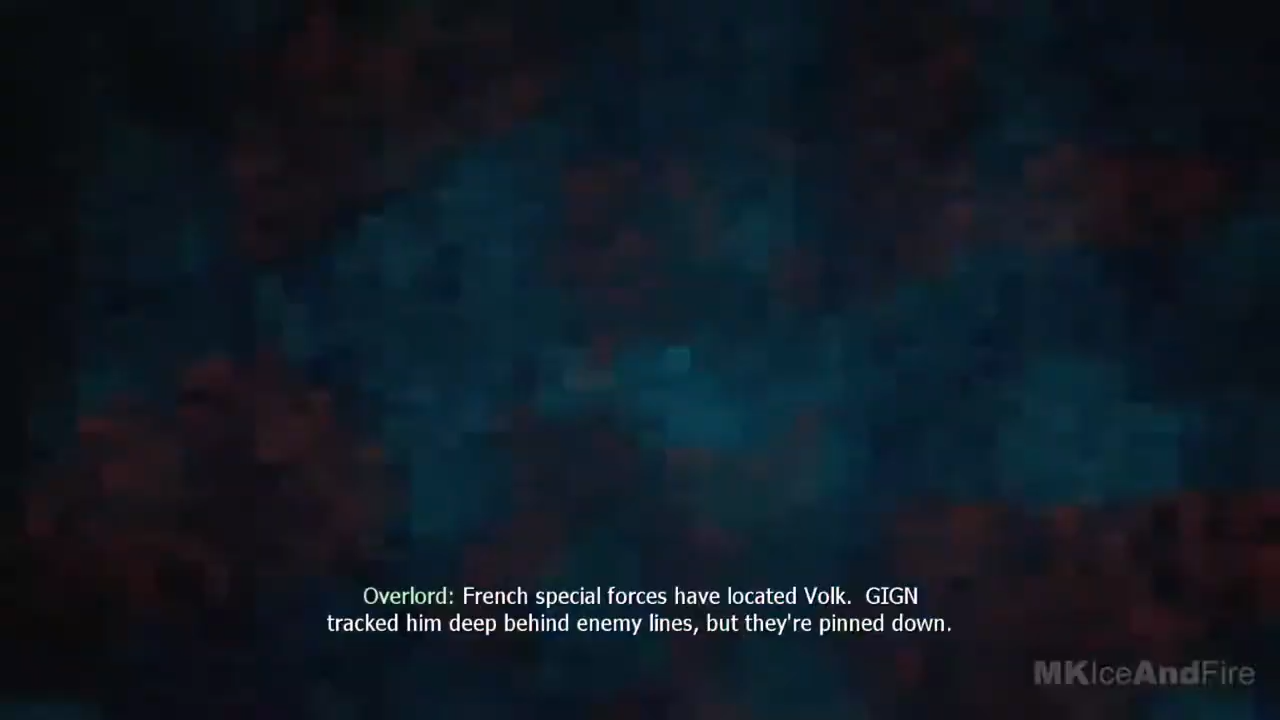 Overlord: French special forces have located Volk.  GIGN
tracked him deep behind enemy lines, but they're pinned down.
MKIceAndFire